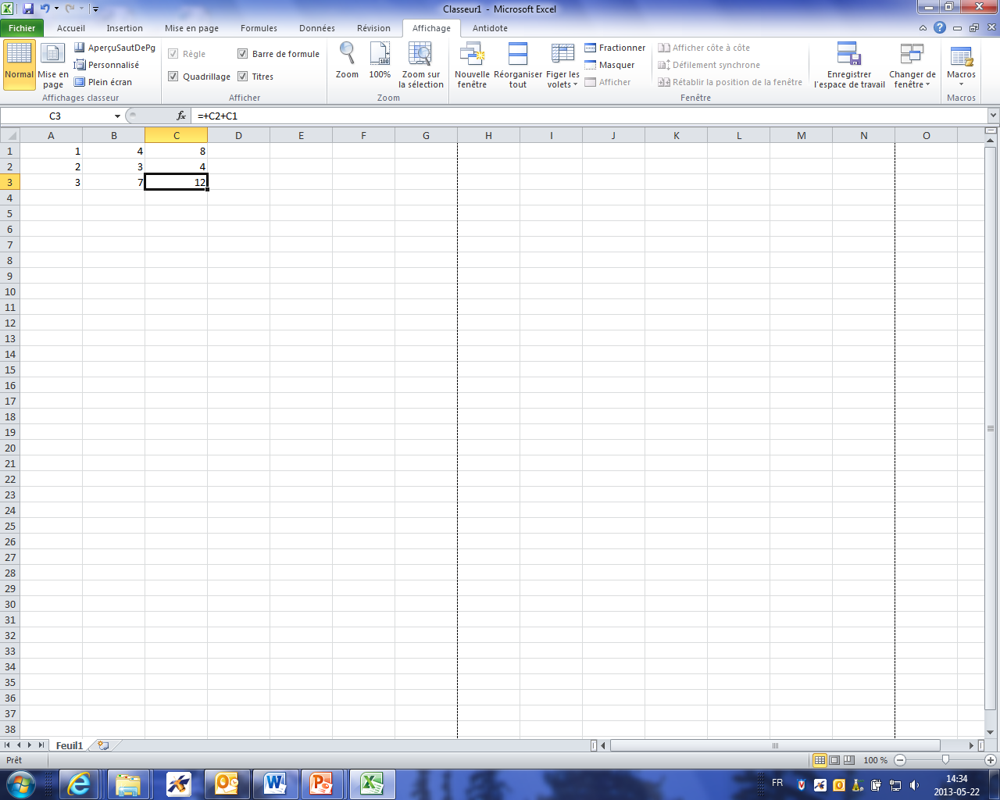 Classeur1 - Microsoft Excel
Fichier Accueil Insertion Mise en page Formules Données Révision Affichage Antidote
Normal
Mise en page
AperçuSautDePg
Personnalisé
Plein écran
Affichages classeur
Règle
Barre de formule
Quadrillage
Titres
Afficher
Zoom
100%
Zoom sur
la sélection
Zoom
Nouvelle
fenêtre
Réorganiser
tout
Figer les
volets
Fractionner
Masquer
Afficher
Afficher côte à côte
Défilement synchrone
Rétablir la position de la fenêtre
Enregistrer
l'espace de travail
Changer de
fenêtre
Fenêtre
Macros
Macros
C3 fx =+C2+C1
A B C D E F G H I J K L M N O
1 1 4 8
2 2 3 4
3 3 7 12
4
5
6
7
8
9
10
11
12
13
14
15
16
17
18
19
20
21
22
23
24
25
26
27
28
29
30
31
32
33
34
35
36
37
38
Feuil1
Prêt
100 %
FR
14:34
2013-05-22